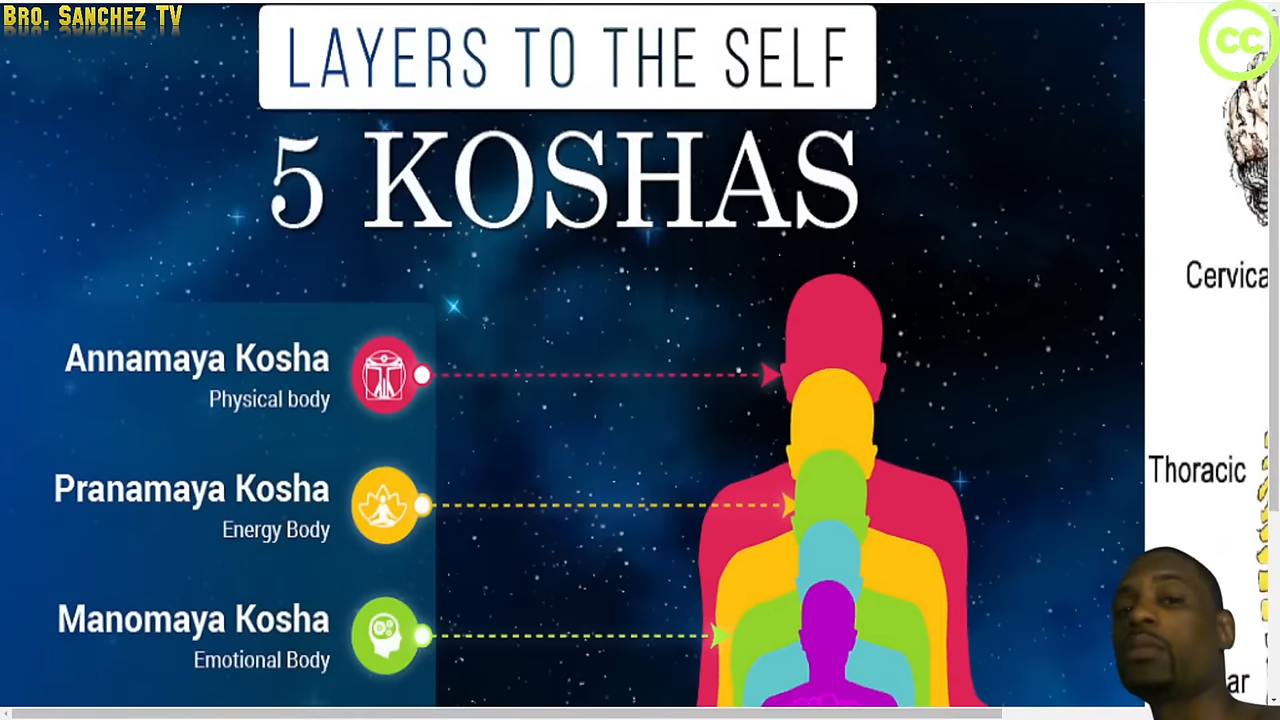 BRO. SANCHEZ TV
LAYERS TO THE SELF
5 KOSHAS
cc
Annamaya Kosha
Physical body
Pranamaya Kosha
Energy Body
Manomaya Kosha
Emotional Body
Cervica
Thoracic
ar